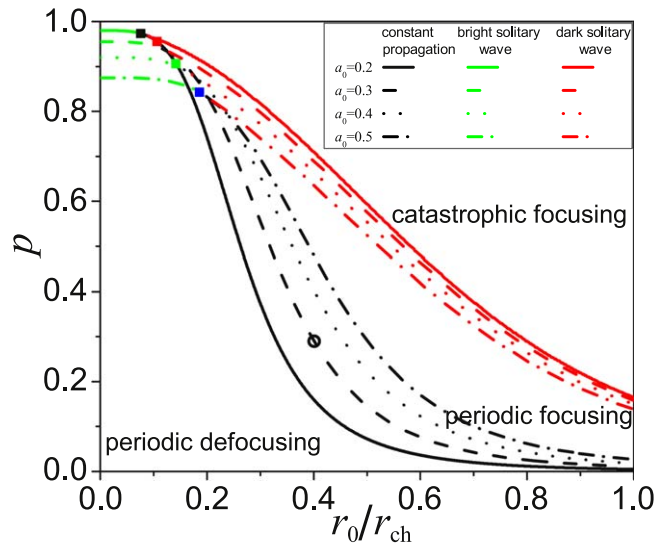 constant propagation
bright solitary wave
dark solitary wave
a₀=0.2
a₀=0.3
a₀=0.4
a₀=0.5
1.0
0.8
0.6
0.4
0.2
0.0
p
catastrophic focusing
periodic focusing
periodic defocusing
0.0 0.2 0.4 0.6 0.8 1.0
r₀/r_ch